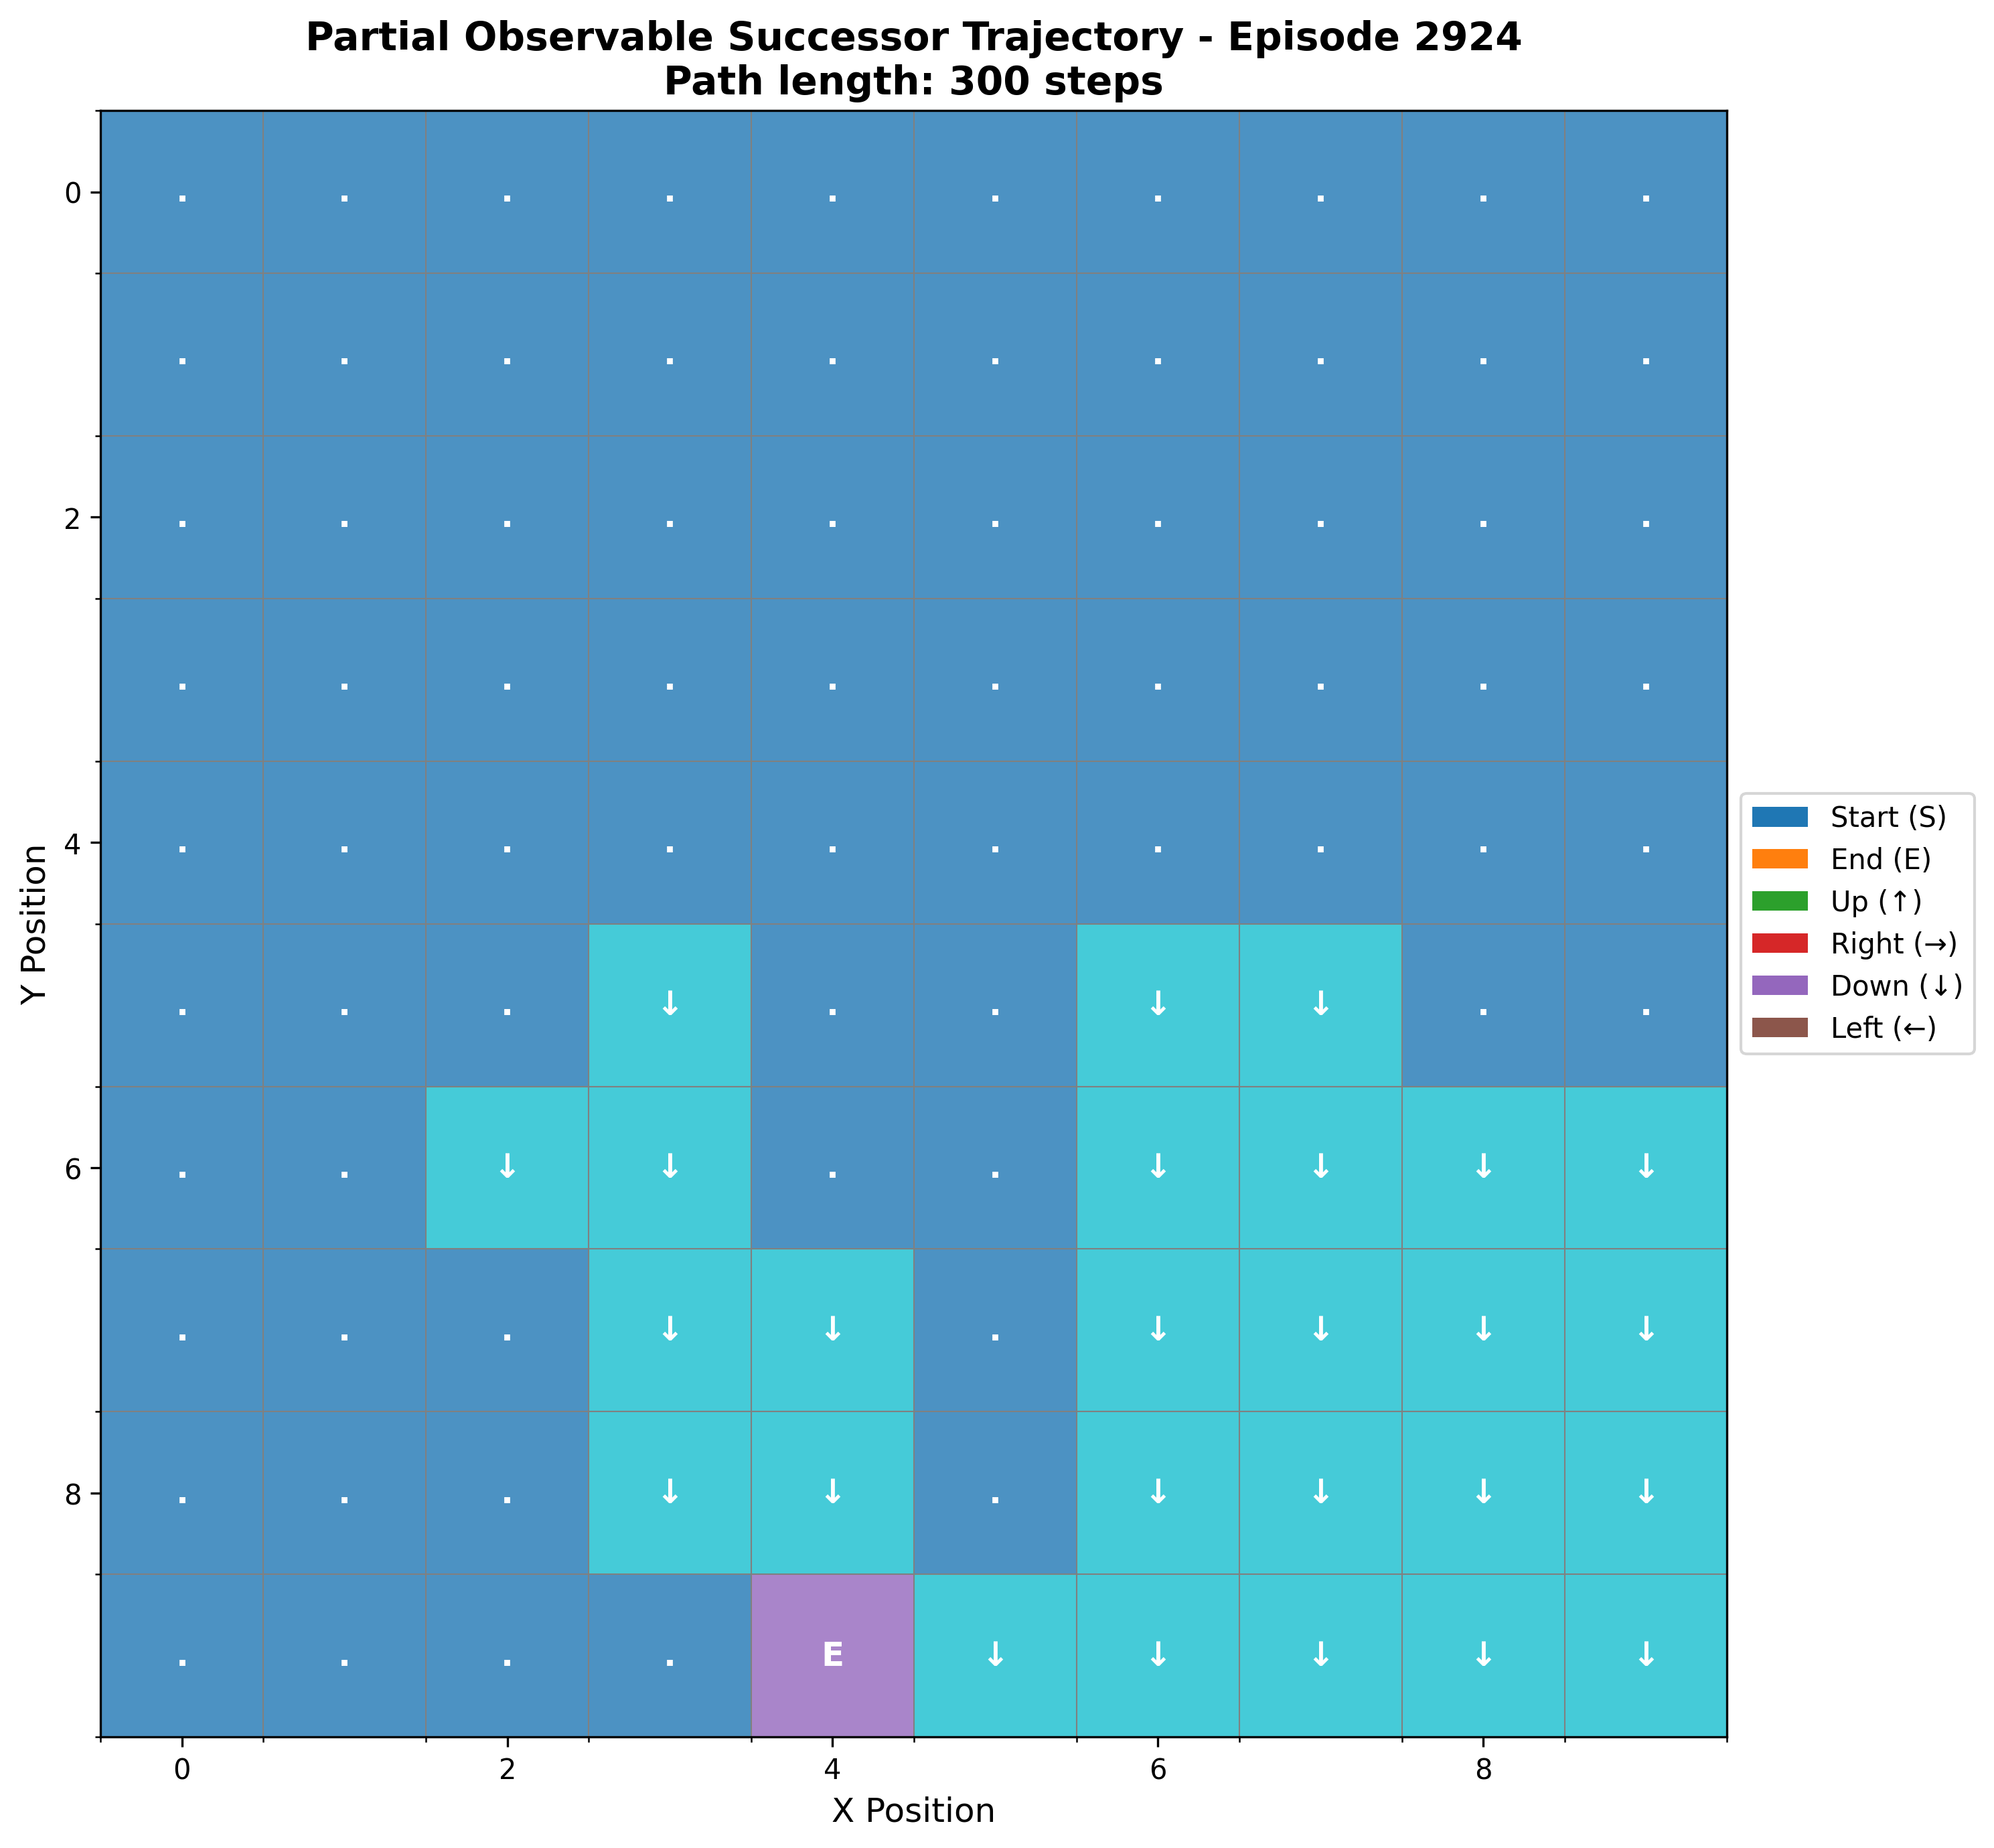 Partial Observable Successor Trajectory - Episode 2924
Path length: 300 steps
0 . . . . . . . . . .
. . . . . . . . . .
2 . . . . . . . . . .
. . . . . . . . . .
4 . . . . . . . . . .
. . . ↓ . . ↓ ↓ . .
6 . . ↓ ↓ . . ↓ ↓ ↓ ↓
. . . ↓ ↓ . ↓ ↓ ↓ ↓
8 . . . ↓ ↓ . ↓ ↓ ↓ ↓
. . . . E ↓ ↓ ↓ ↓ ↓
0 2 4 6 8
X Position
Y Position
Start (S)
End (E)
Up (↑)
Right (→)
Down (↓)
Left (←)